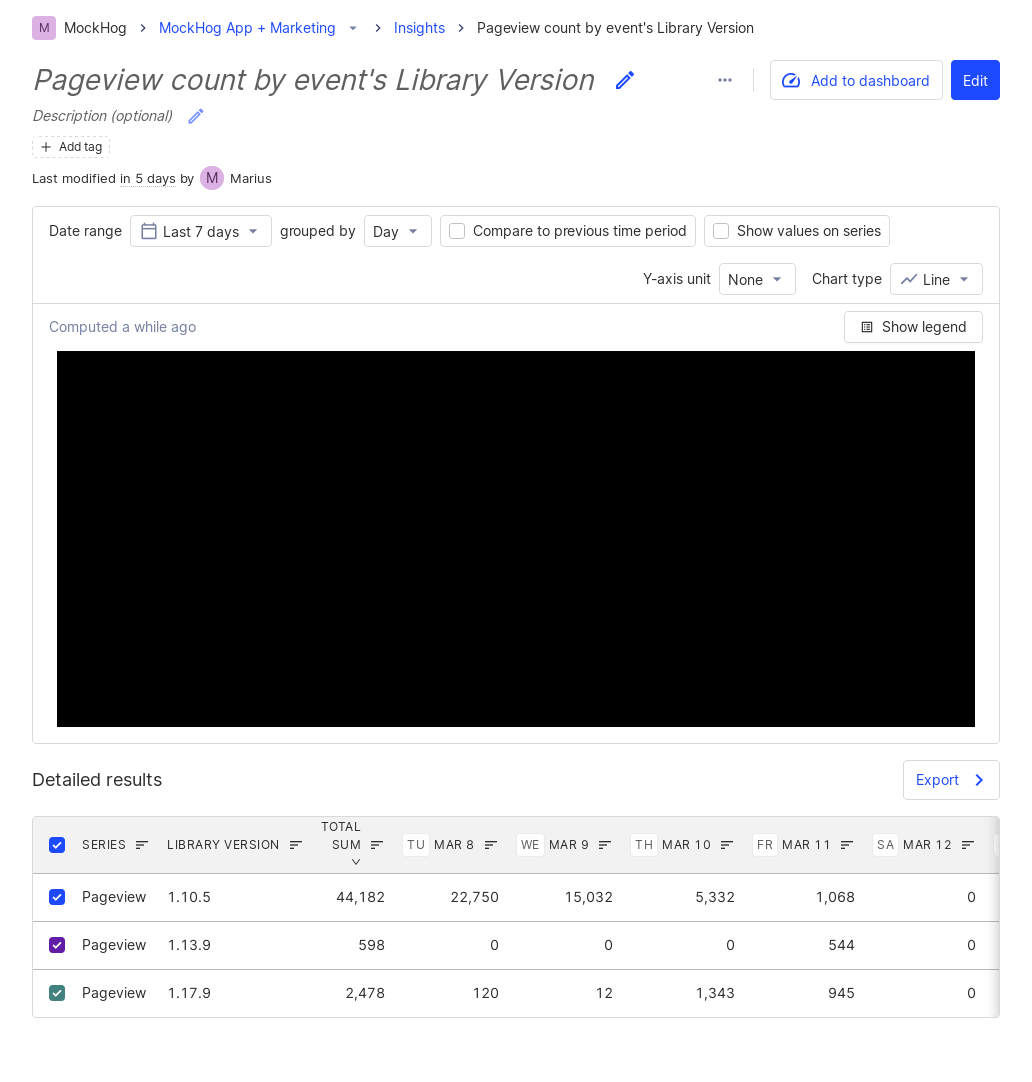 M MockHog > MockHog App + Marketing > Insights > Pageview count by event's Library Version
Pageview count by event's Library Version
Add to dashboard
Edit
Description (optional)
+ Add tag
Last modified in 5 days by M Marius
Date range Last 7 days grouped by Day Compare to previous time period Show values on series
Y-axis unit None Chart type Line
Computed a while ago Show legend
Detailed results Export
SERIES LIBRARY VERSION TOTAL SUM TU MAR 8 WE MAR 9 TH MAR 10 FR MAR 11 SA MAR 12
Pageview 1.10.5 44,182 22,750 15,032 5,332 1,068 0
Pageview 1.13.9 598 0 0 0 544 0
Pageview 1.17.9 2,478 120 12 1,343 945 0